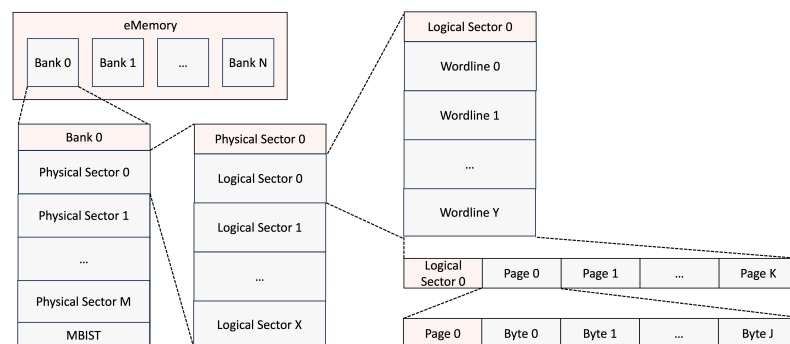 eMemory
Bank 0
Bank 1
...
Bank N
Bank 0
Physical Sector 0
Physical Sector 1
...
Physical Sector M
MBIST
Physical Sector 0
Logical Sector 0
Logical Sector 1
...
Logical Sector X
Logical Sector 0
Wordline 0
Wordline 1
...
Wordline Y
Logical
Sector 0
Page 0
Page 1
...
Page K
Page 0
Byte 0
Byte 1
...
Byte J